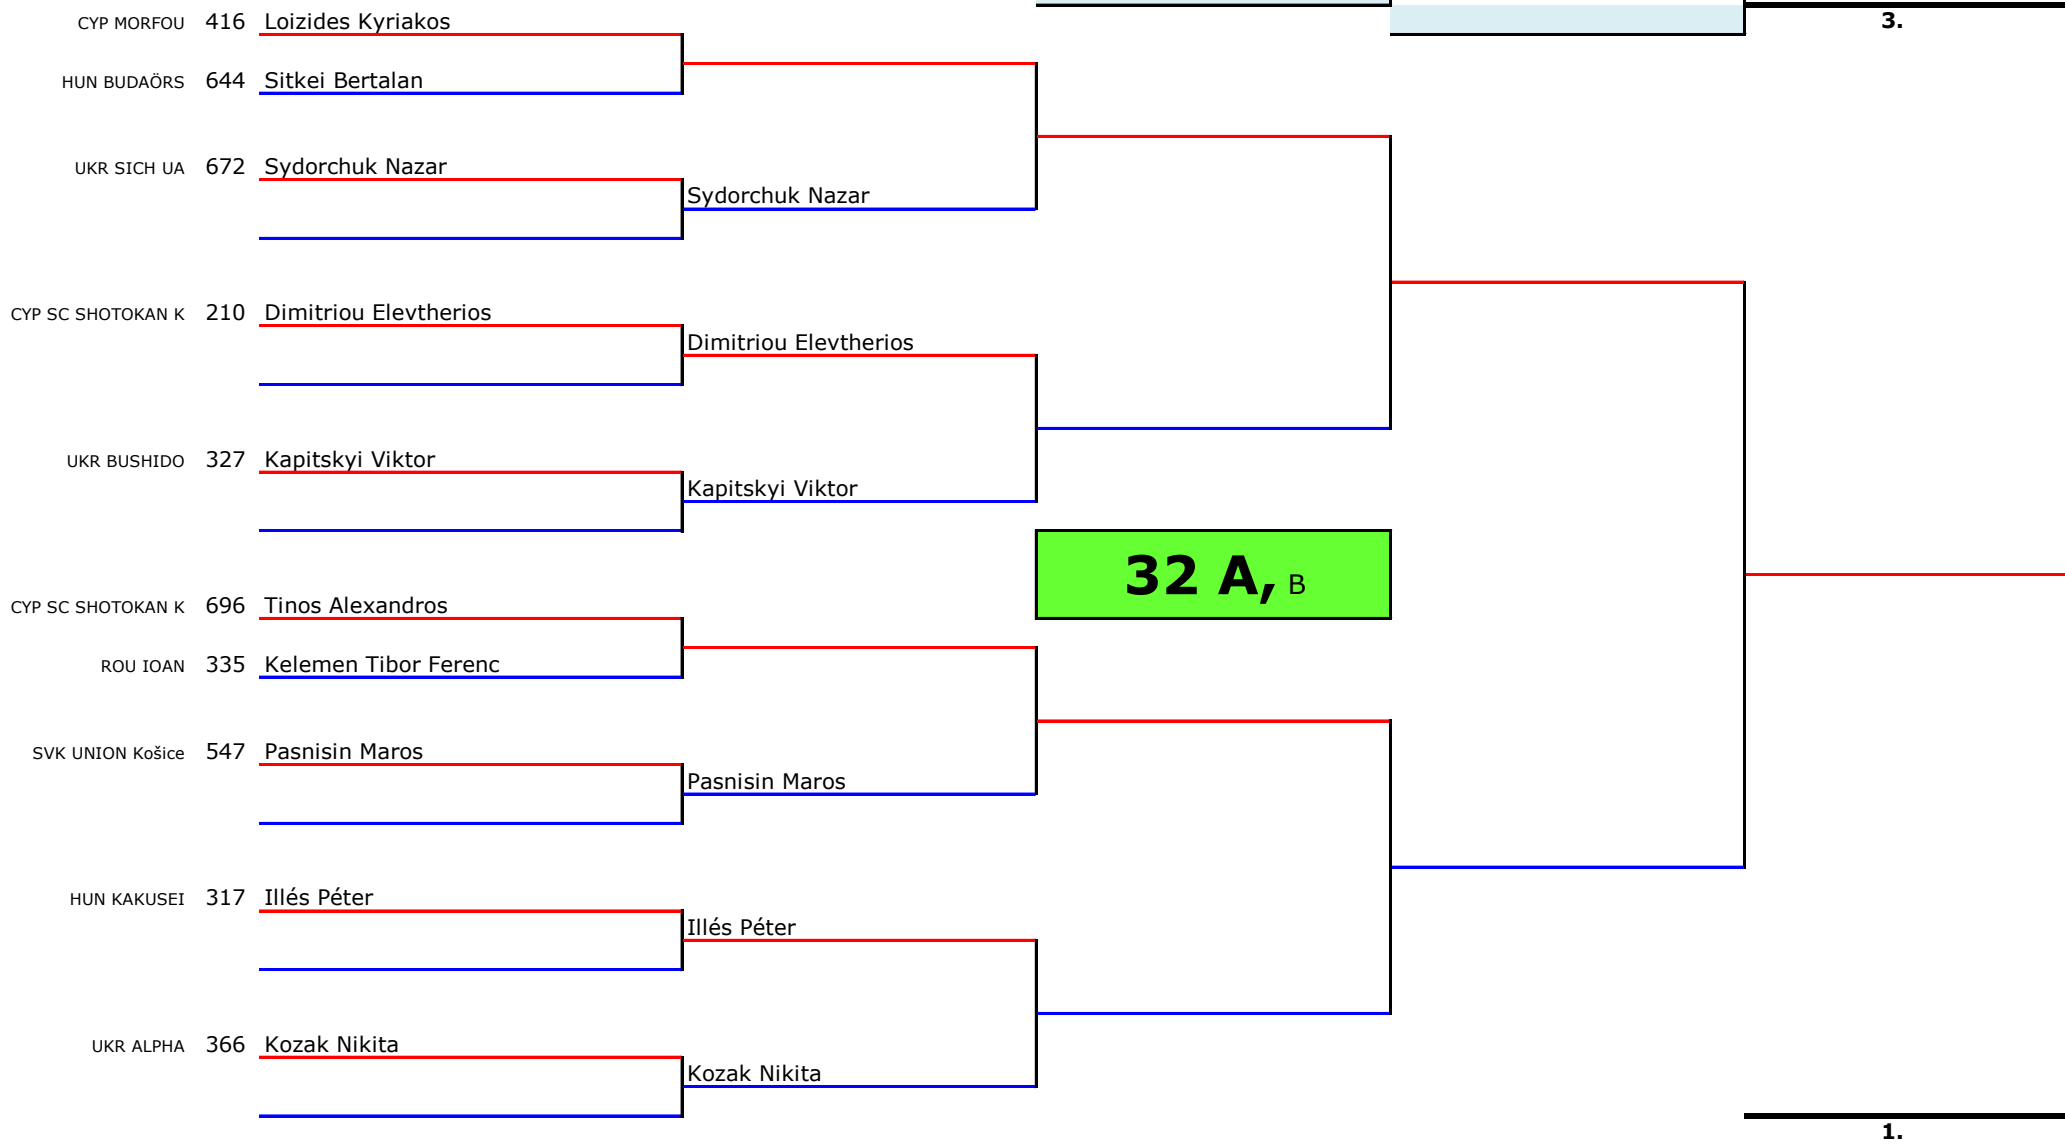 3.
CYP MORFOU 416 Loizides Kyriakos
HUN BUDAÖRS 644 Sitkei Bertalan
UKR SICH UA 672 Sydorchuk Nazar
Sydorchuk Nazar
CYP SC SHOTOKAN K 210 Dimitriou Elevtherios
Dimitriou Elevtherios
UKR BUSHIDO 327 Kapitskyi Viktor
Kapitskyi Viktor
32 A, B
CYP SC SHOTOKAN K 696 Tinos Alexandros
ROU IOAN 335 Kelemen Tibor Ferenc
SVK UNION Košice 547 Pasnisin Maros
Pasnisin Maros
HUN KAKUSEI 317 Illés Péter
Illés Péter
UKR ALPHA 366 Kozak Nikita
Kozak Nikita
1.